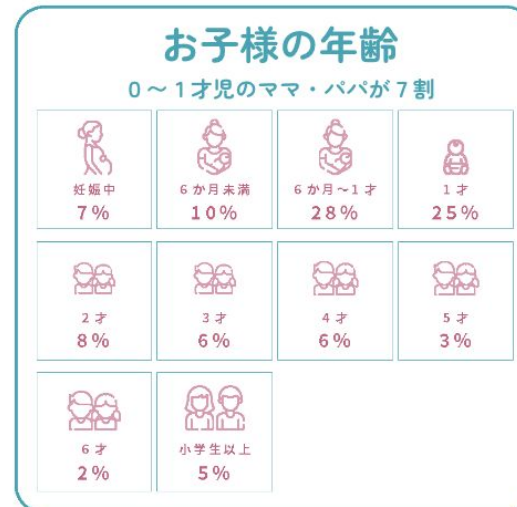 お子様の年齢
０～１才児のママ・パパが７割
妊娠中
7%
6か月未満
10%
6か月～1才
28%
1才
25%
2才
8%
3才
6%
4才
6%
5才
3%
6才
2%
小学生以上
5%